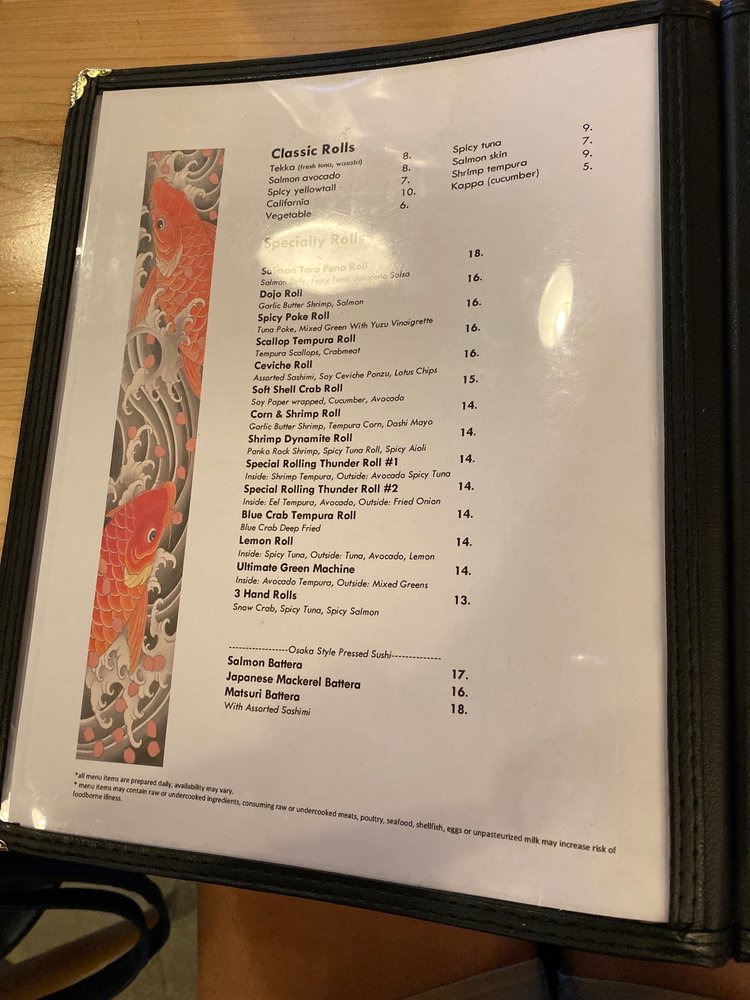 Classic Rolls
Tekka (fresh tuna, wasabi) 8.
Salmon avocado 8.
Spicy yellowtail 7.
California 10.
Vegetable 6.
Spicy tuna 9.
Salmon skin 7.
Shrimp tempura 9.
Kappa (cucumber) 5.
Specialty Rolls
Salmon Toro Pena Roll 18.
Salmon Belly, Fatty Tuna, Jalapeno Salsa
Dojo Roll 16.
Garlic Butter Shrimp, Salmon
Spicy Poke Roll 16.
Tuna Poke, Mixed Green With Yuzu Vinaigrette
Scallop Tempura Roll 16.
Tempura Scallops, Crabmeat
Ceviche Roll 16.
Assorted Sashimi, Soy Ceviche Ponzu, Lotus Chips
Soft Shell Crab Roll 15.
Soy Paper wrapped, Cucumber, Avocado
Corn & Shrimp Roll 14.
Garlic Butter Shrimp, Tempura Corn, Dashi Mayo
Shrimp Dynamite Roll 14.
Panko Rock Shrimp, Spicy Tuna Roll, Spicy Aioli
Special Rolling Thunder Roll #1 14.
Inside: Shrimp Tempura, Outside: Avocado Spicy Tuna
Special Rolling Thunder Roll #2 14.
Inside: Eel Tempura, Avocado, Outside: Fried Onion
Blue Crab Tempura Roll 14.
Blue Crab Deep Fried
Lemon Roll 14.
Inside: Spicy Tuna, Outside: Tuna, Avocado, Lemon
Ultimate Green Machine 14.
Inside: Avocado Tempura, Outside: Mixed Greens
3 Hand Rolls 13.
Snow Crab, Spicy Tuna, Spicy Salmon
------------------Osaka Style Pressed Sushi---------------
Salmon Battera 17.
Japanese Mackerel Battera 16.
Matsuri Battera 18.
With Assorted Sashimi
*all menu items are prepared daily, availability may vary.
* menu items may contain raw or undercooked ingredients, consuming raw or undercooked meats, poultry, seafood, shellfish, eggs or unpasteurized milk may increase risk of
foodborne illness.